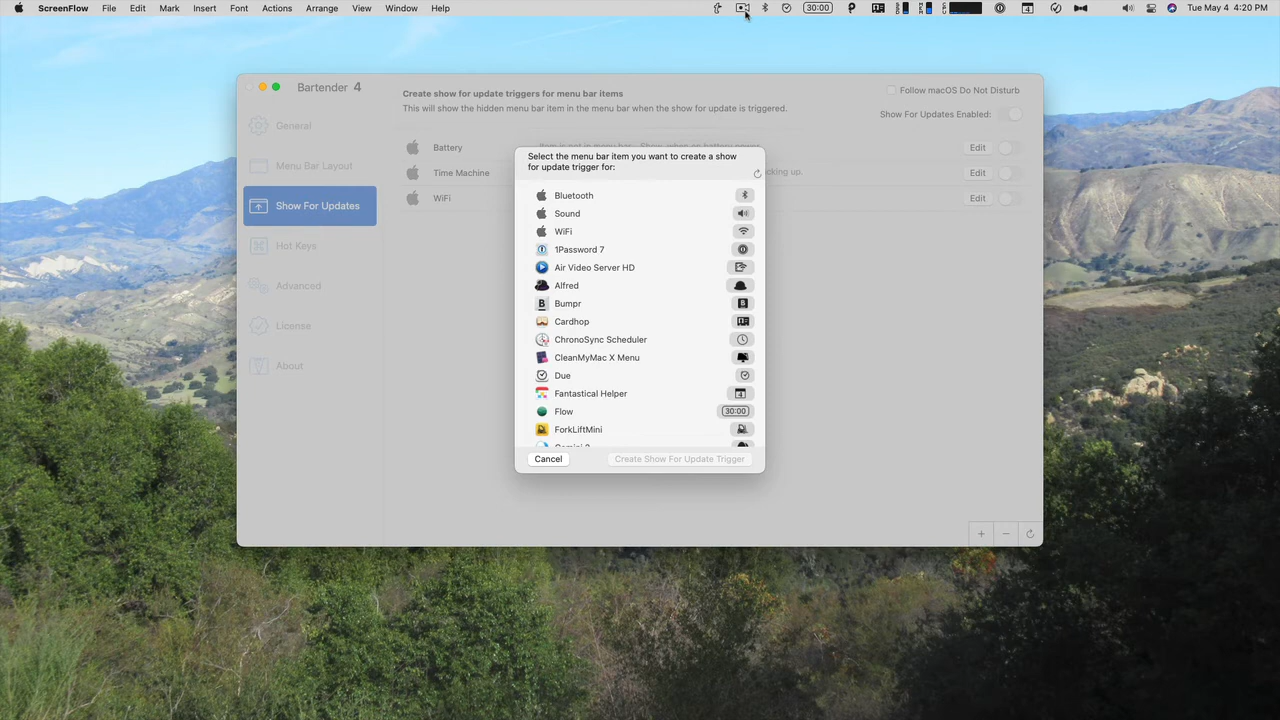 ScreenFlow File Edit Mark Insert Font Actions Arrange View Window Help 30:00 4 Tue May 4 4:20 PM
Bartender 4
General
Menu Bar Layout
Show For Updates
Hot Keys
Advanced
License
About
Create show for update triggers for menu bar items
This will show the hidden menu bar item in the menu bar when the show for update is triggered.
Follow macOS Do Not Disturb
Show For Updates Enabled:
Battery
Edit
Time Machine
cking up.
Edit
WiFi
Edit
Select the menu bar item you want to create a show
for update trigger for:
Bluetooth
Sound
WiFi
1Password 7
Air Video Server HD
Alfred
Bumpr
Cardhop
ChronoSync Scheduler
CleanMyMac X Menu
Due
Fantastical Helper
Flow 30:00
ForkLiftMini
Cancel
Create Show For Update Trigger